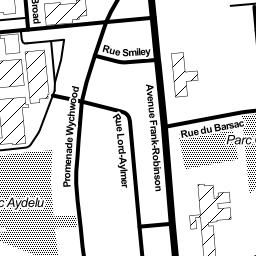 Broad
Rue Smiley
Promenade Wychwood
Rue Lord-Aylmer
Avenue Frank-Robinson
Rue du Barsac
Parc
c Aydelu